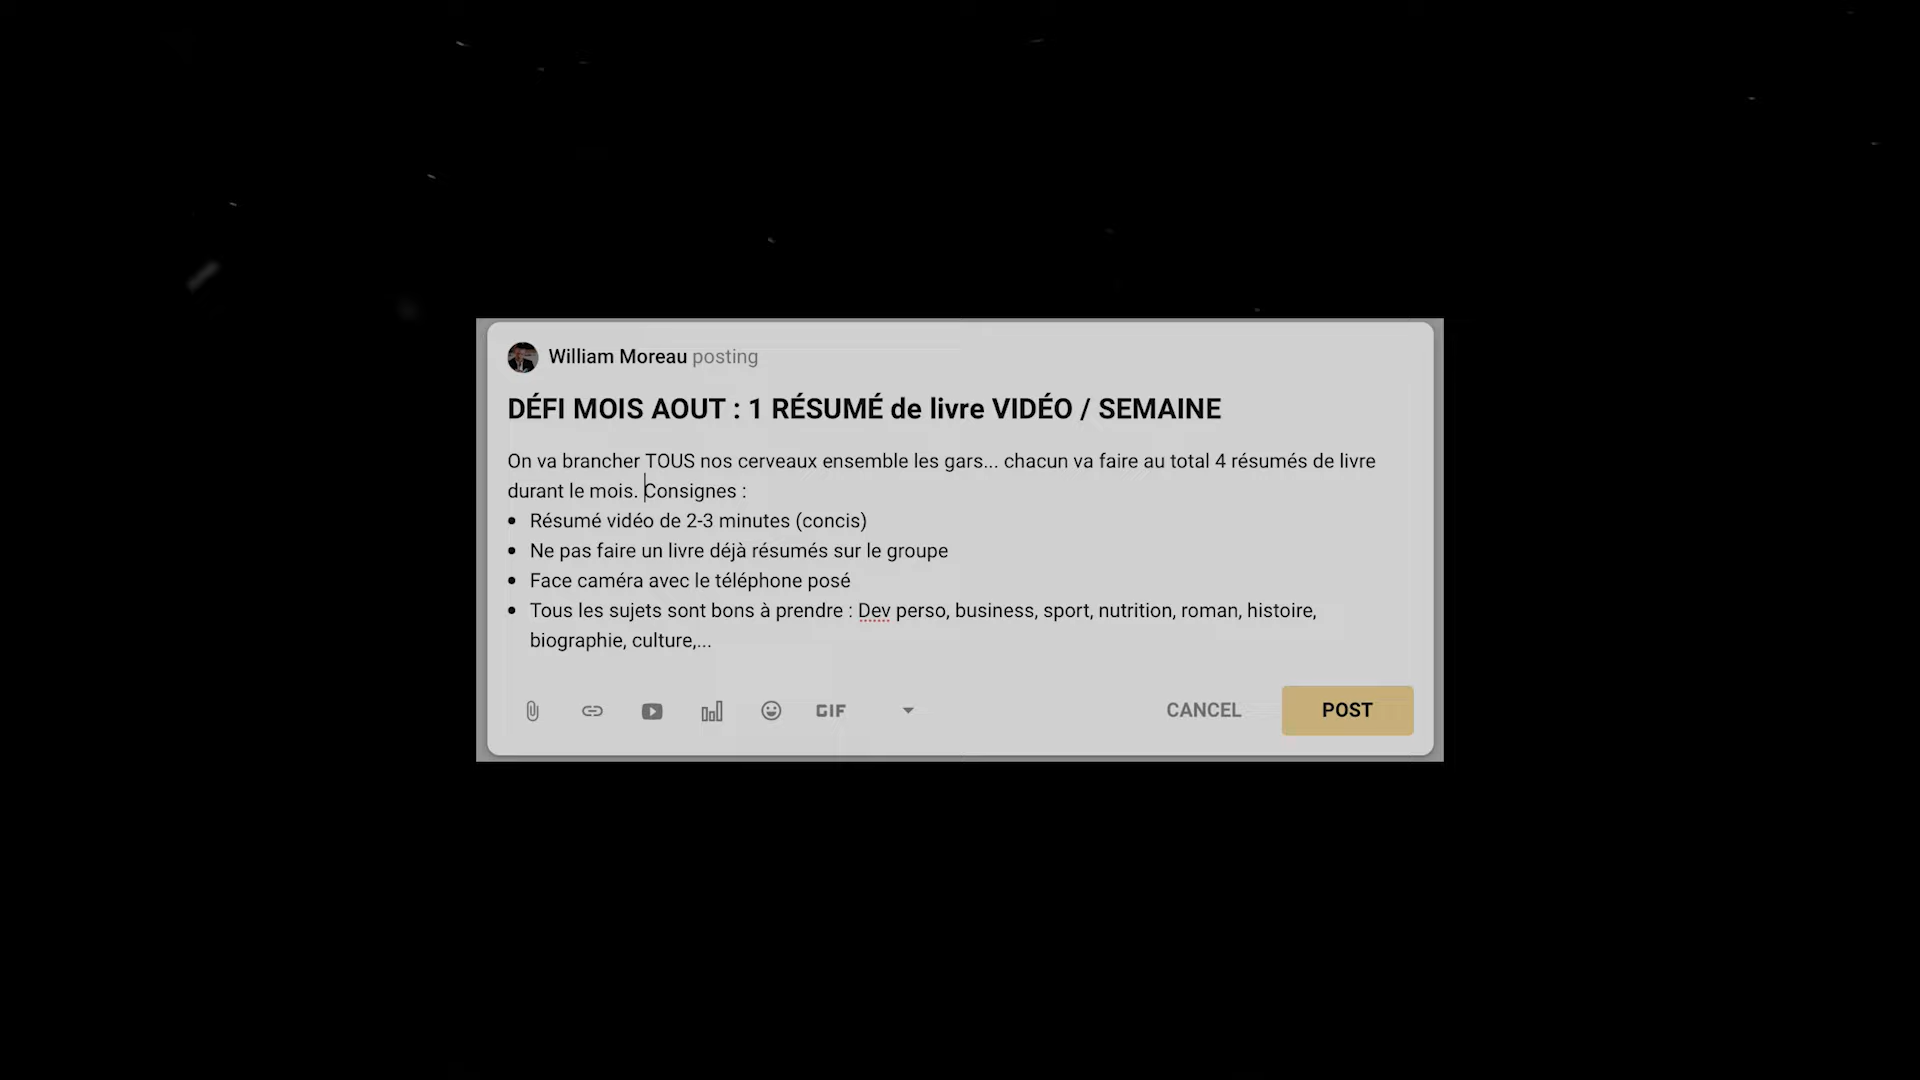 William Moreau posting
DÉFI MOIS AOUT : 1 RÉSUMÉ de livre VIDÉO / SEMAINE
On va brancher TOUS nos cerveaux ensemble les gars... chacun va faire au total 4 résumés de livre
durant le mois. Consignes :
• Résumé vidéo de 2-3 minutes (concis)
• Ne pas faire un livre déjà résumés sur le groupe
• Face caméra avec le téléphone posé
• Tous les sujets sont bons à prendre : Dev perso, business, sport, nutrition, roman, histoire,
biographie, culture,...
GIF CANCEL POST